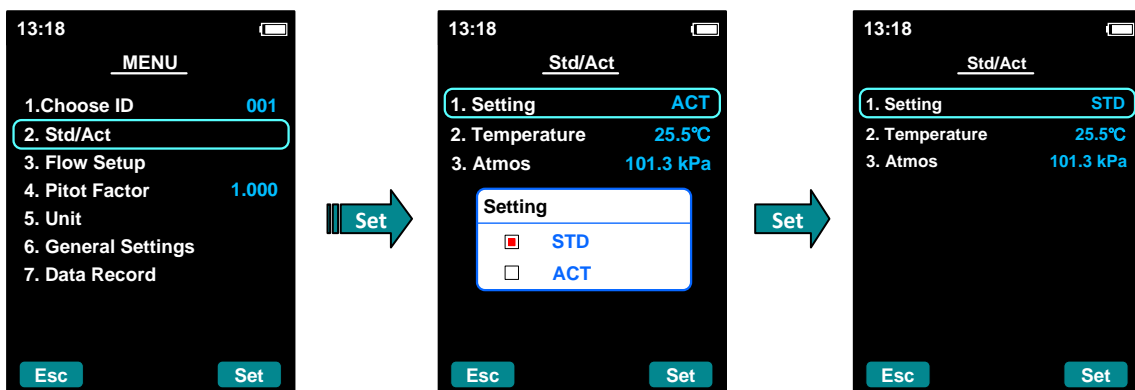 13:18
MENU
1.Choose ID 001
2. Std/Act
3. Flow Setup
4. Pitot Factor 1.000
5. Unit
6. General Settings
7. Data Record
Esc Set
Set
13:18
Std/Act
1. Setting ACT
2. Temperature 25.5℃
3. Atmos 101.3 kPa
Setting
STD
ACT
Esc Set
Set
13:18
Std/Act
1. Setting STD
2. Temperature 25.5℃
3. Atmos 101.3 kPa
Esc Set